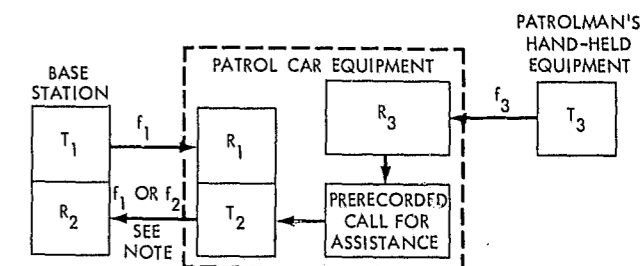 PATROLMAN'S
HAND-HELD
EQUIPMENT
PATROL CAR EQUIPMENT
BASE
STATION
T1
f1
R1
R3
f3
T3
R2
f1 OR f2
SEE
NOTE
T2
PRERECORDED
CALL FOR
ASSISTANCE